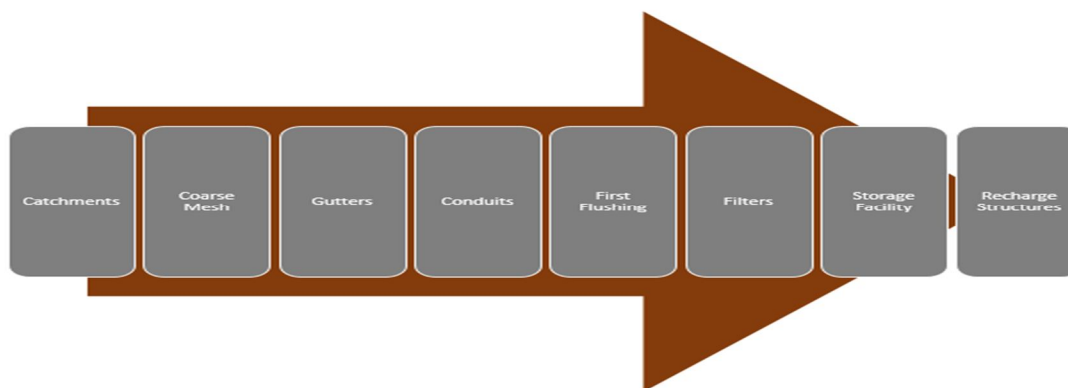 Catchments
Coarse
Mesh
Gutters
Conduits
First
Flushing
Filters
Storage
Facility
Recharge
Structures